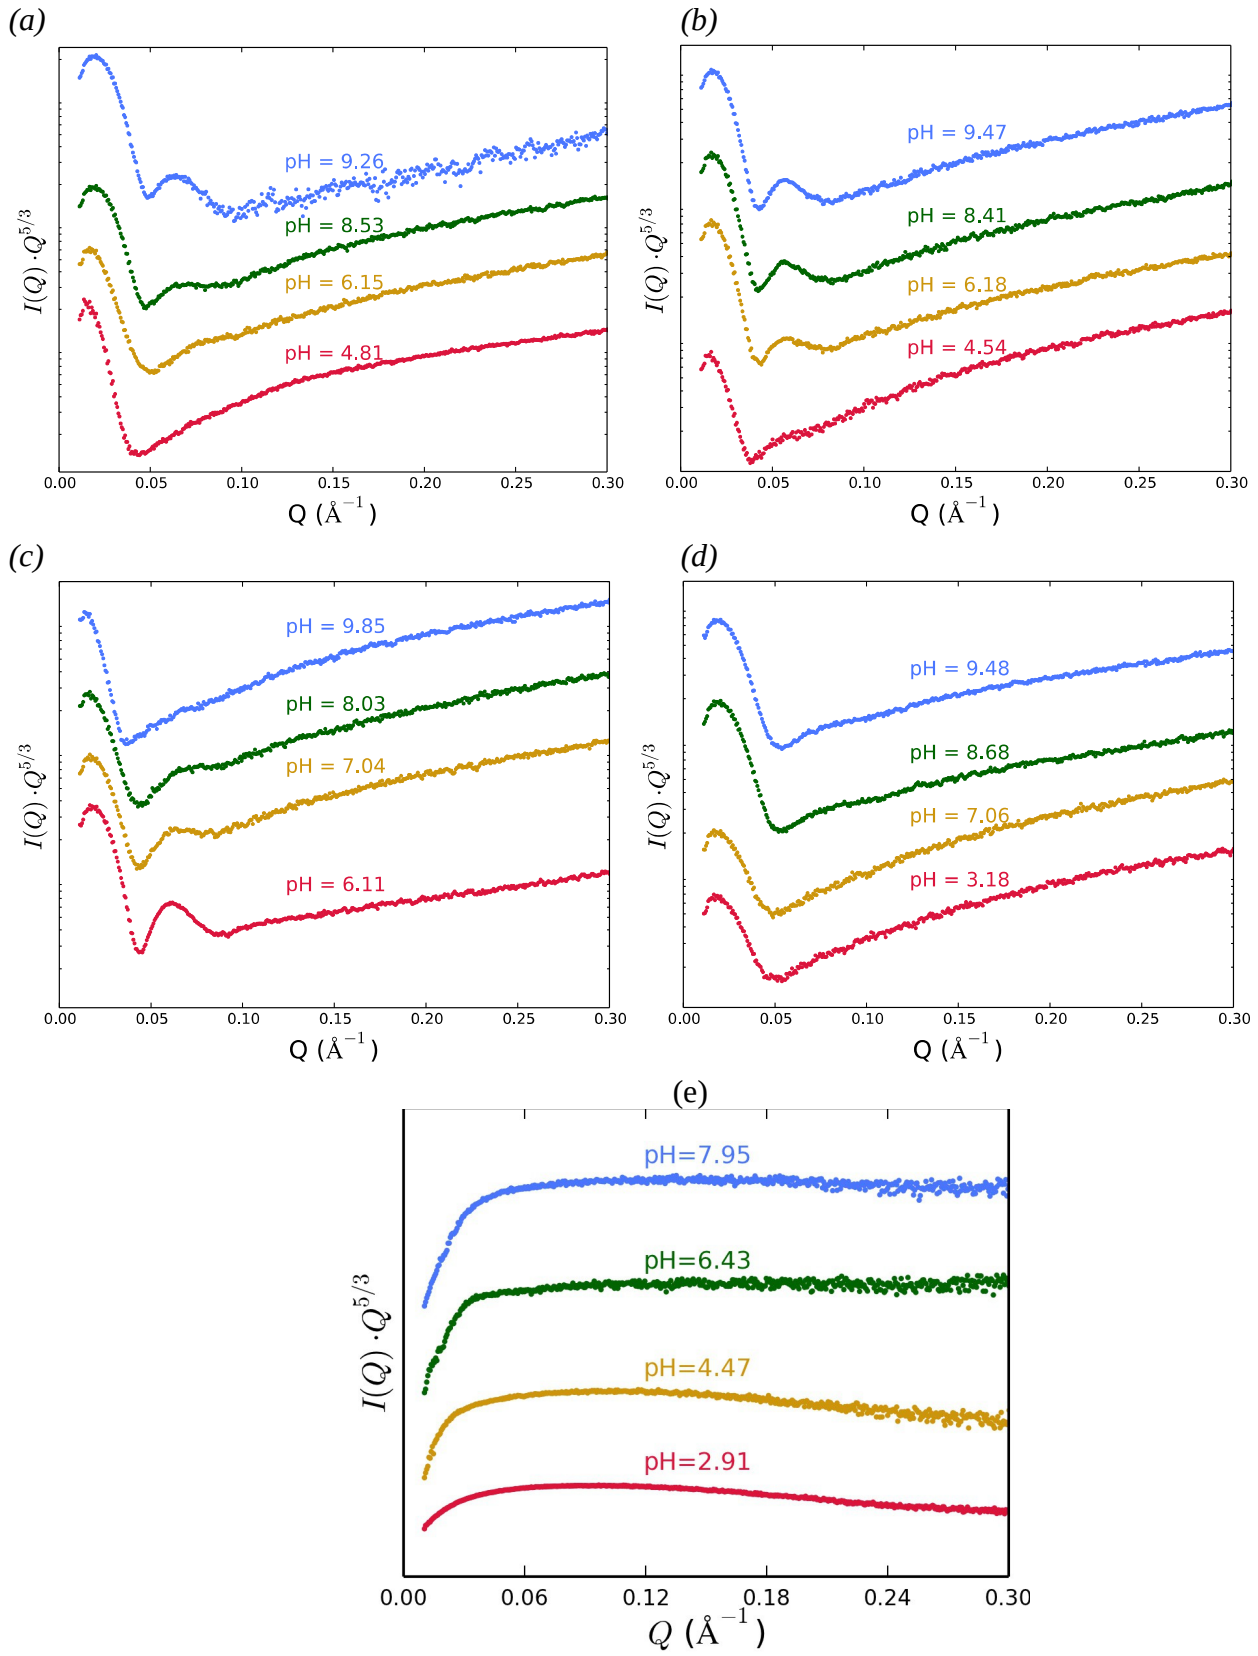 (a)
I(Q)·Q^{5/3}
pH = 9.26
pH = 8.53
pH = 6.15
pH = 4.81
0.00 0.05 0.10 0.15 0.20 0.25 0.30
Q (Å⁻¹)
(b)
I(Q)·Q^{5/3}
pH = 9.47
pH = 8.41
pH = 6.18
pH = 4.54
0.00 0.05 0.10 0.15 0.20 0.25 0.30
Q (Å⁻¹)
(c)
I(Q)·Q^{5/3}
pH = 9.85
pH = 8.03
pH = 7.04
pH = 6.11
0.00 0.05 0.10 0.15 0.20 0.25 0.30
Q (Å⁻¹)
(d)
I(Q)·Q^{5/3}
pH = 9.48
pH = 8.68
pH = 7.06
pH = 3.18
0.00 0.05 0.10 0.15 0.20 0.25 0.30
Q (Å⁻¹)
(e)
I(Q)·Q^{5/3}
pH=7.95
pH=6.43
pH=4.47
pH=2.91
0.00 0.06 0.12 0.18 0.24 0.30
Q (Å⁻¹)